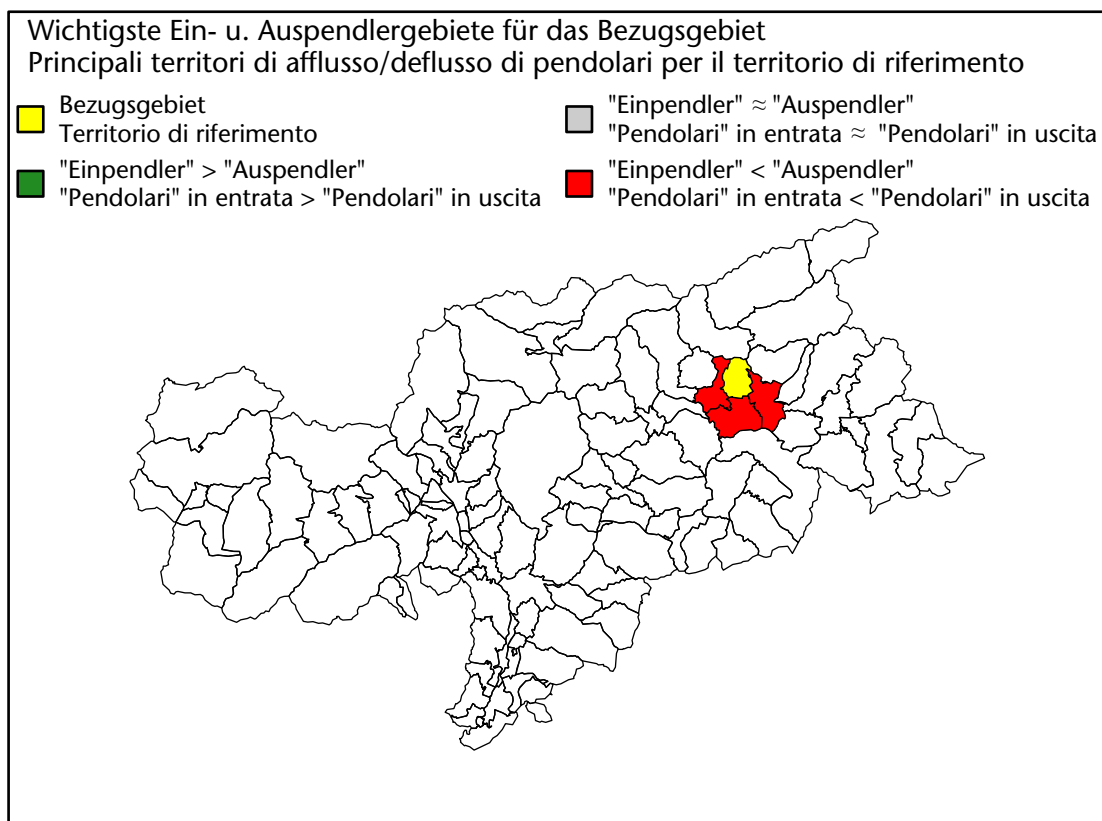 Wichtigste Ein- u. Auspendlergebiete für das Bezugsgebiet
Principali territori di afflusso/deflusso di pendolari per il territorio di riferimento
Bezugsgebiet
Territorio di riferimento
"Einpendler" > "Auspendler"
"Pendolari" in entrata > "Pendolari" in uscita
"Einpendler" ≈ "Auspendler"
"Pendolari" in entrata ≈ "Pendolari" in uscita
"Einpendler" < "Auspendler"
"Pendolari" in entrata < "Pendolari" in uscita